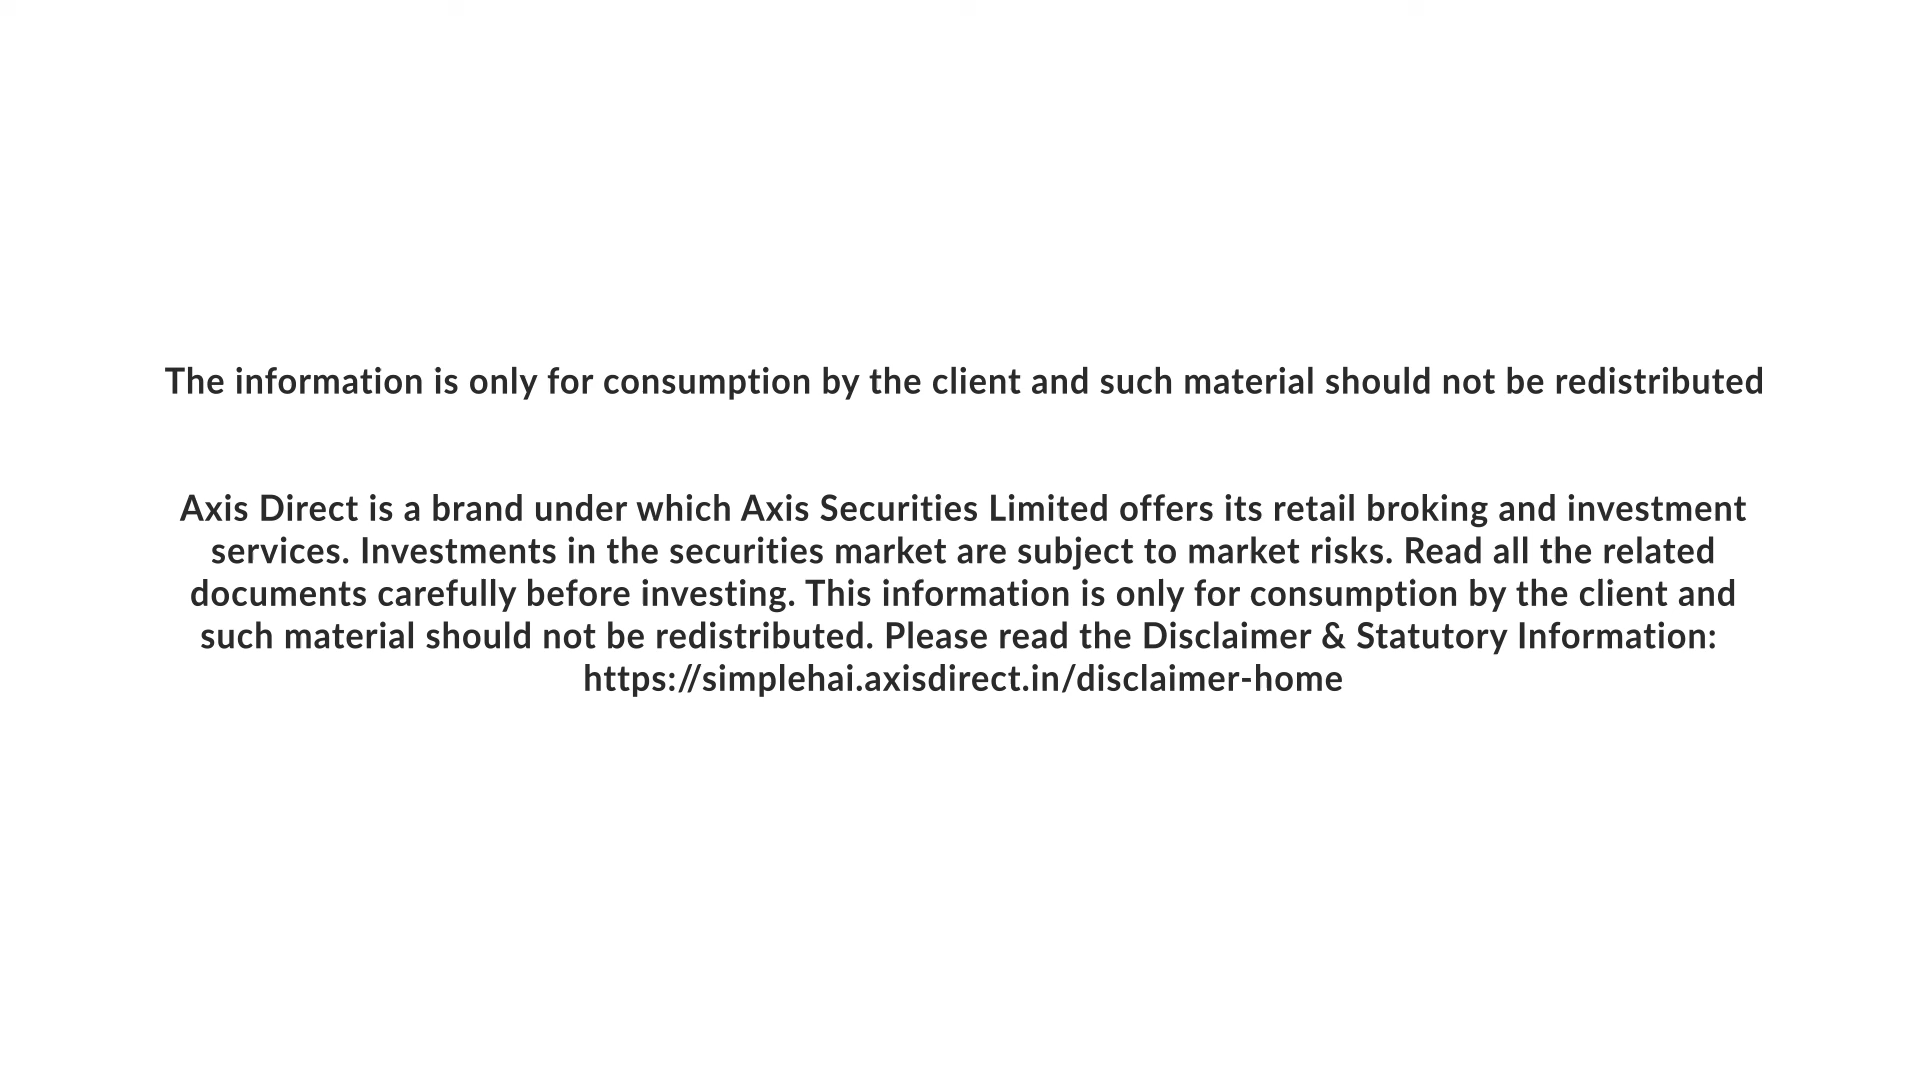 The information is only for consumption by the client and such material should not be redistributed
Axis Direct is a brand under which Axis Securities Limited offers its retail broking and investment
services. Investments in the securities market are subject to market risks. Read all the related
documents carefully before investing. This information is only for consumption by the client and
such material should not be redistributed. Please read the Disclaimer & Statutory Information:
https://simplehai.axisdirect.in/disclaimer-home